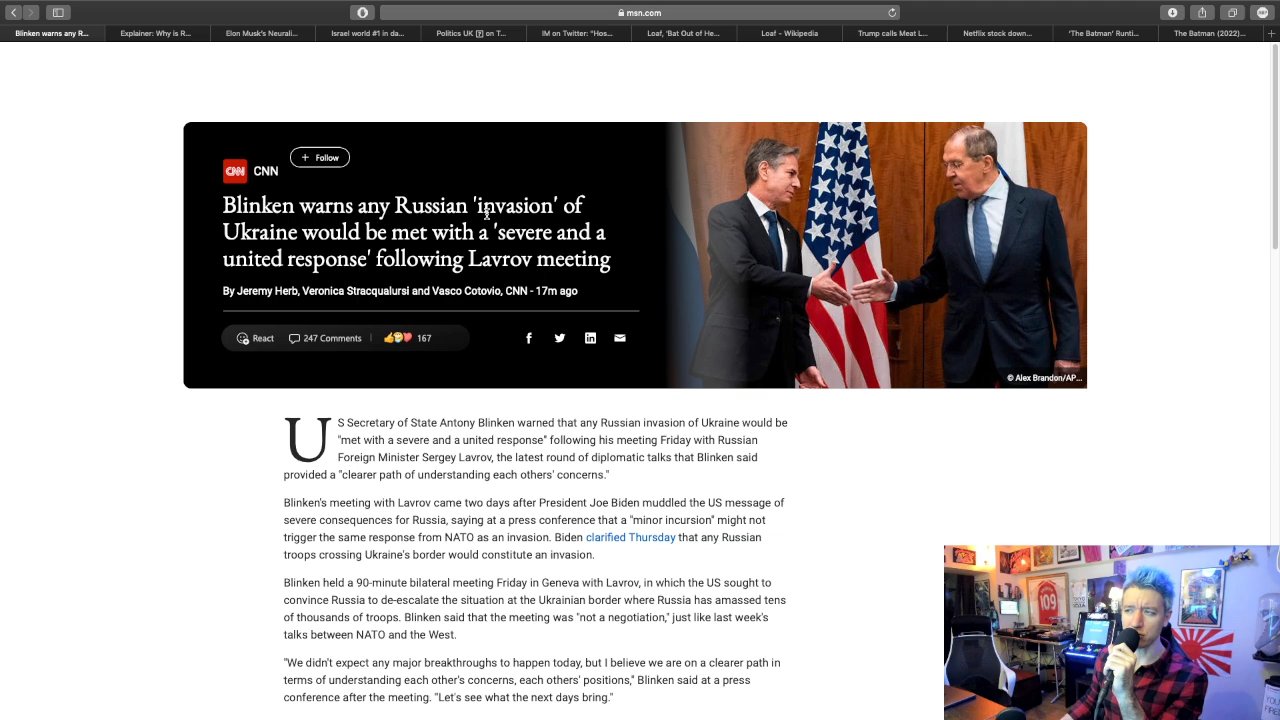 msn.com
Blinken warns any R...
Explainer: Why is R...
Elon Musk's Neurali...
Israel world #1 in da...
Politics UK [?] on T...
IM on Twitter: "Hos...
Loaf, 'Bat Out of He...
Loaf - Wikipedia
Trump calls Meat L...
Netflix stock down...
'The Batman' Runti...
The Batman (2022)...
CNN CNN
+ Follow
Blinken warns any Russian 'invasion' of
Ukraine would be met with a 'severe and a
united response' following Lavrov meeting
By Jeremy Herb, Veronica Stracqualursi and Vasco Cotovio, CNN - 17m ago
React 247 Comments | 167
© Alex Brandon/AP...
US Secretary of State Antony Blinken warned that any Russian invasion of Ukraine would be
"met with a severe and a united response" following his meeting Friday with Russian
Foreign Minister Sergey Lavrov, the latest round of diplomatic talks that Blinken said
provided a "clearer path of understanding each others' concerns."
Blinken's meeting with Lavrov came two days after President Joe Biden muddled the US message of
severe consequences for Russia, saying at a press conference that a "minor incursion" might not
trigger the same response from NATO as an invasion. Biden clarified Thursday that any Russian
troops crossing Ukraine's border would constitute an invasion.
Blinken held a 90-minute bilateral meeting Friday in Geneva with Lavrov, in which the US sought to
convince Russia to de-escalate the situation at the Ukrainian border where Russia has amassed tens
of thousands of troops. Blinken said that the meeting was "not a negotiation," just like last week's
talks between NATO and the West.
"We didn't expect any major breakthroughs to happen today, but I believe we are on a clearer path in
terms of understanding each other's concerns, each others' positions," Blinken said at a press
conference after the meeting. "Let's see what the next days bring."
109